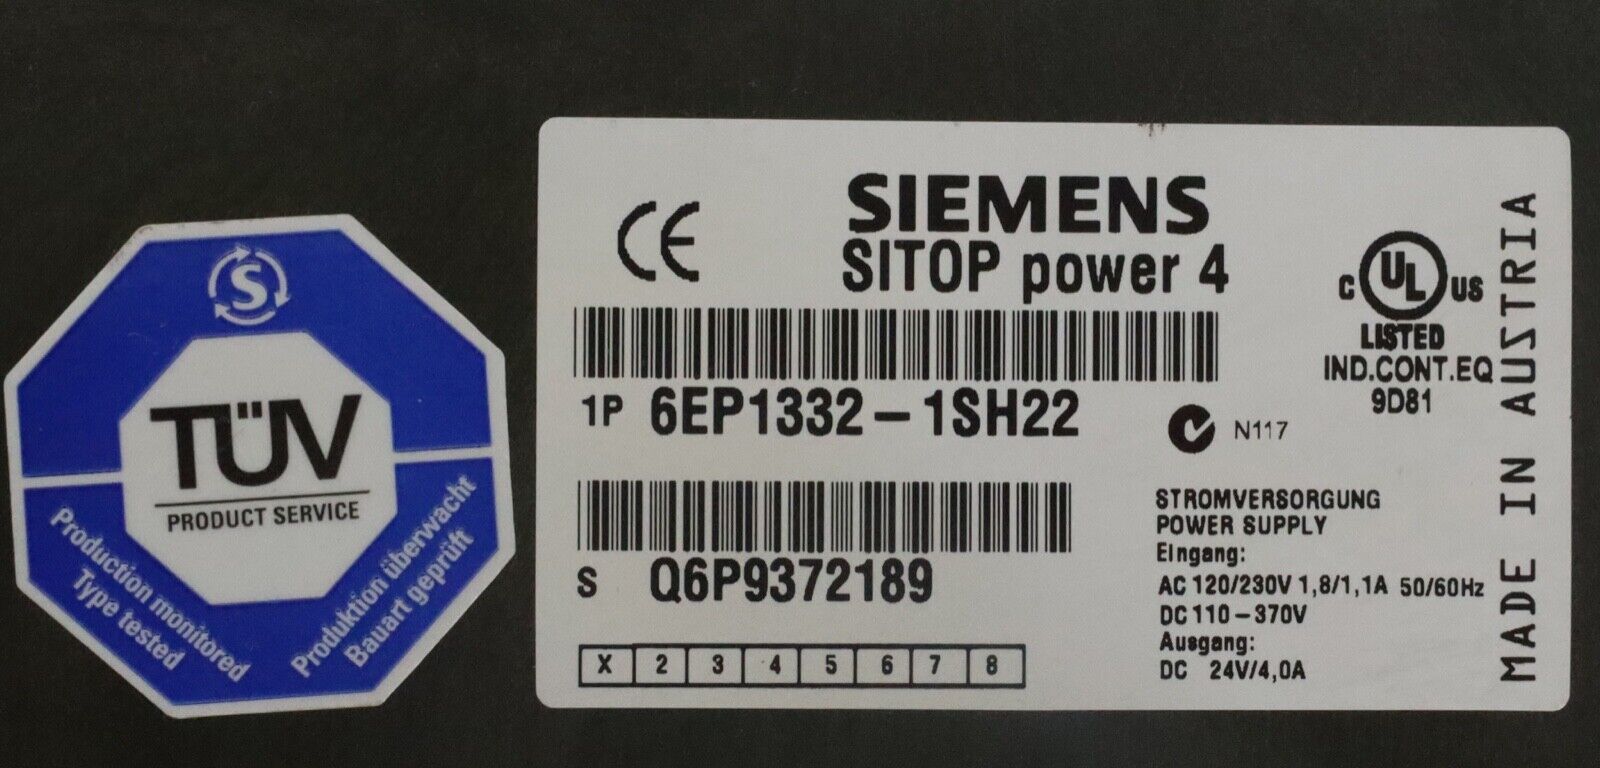 S
TÜV
PRODUCT SERVICE
Production monitored
Type tested
Produktion überwacht
Bauart geprüft
CE
SIEMENS
SITOP power 4
1P 6EP1332-1SH22
S Q6P9372189
X 2 3 4 5 6 7 8
C UL US
LISTED
IND.CONT.EQ
9D81
N117
STROMVERSORGUNG
POWER SUPPLY
Eingang:
AC 120/230V 1,8/1,1A 50/60Hz
DC 110-370V
Ausgang:
DC 24V/4,0A
MADE IN AUSTRIA